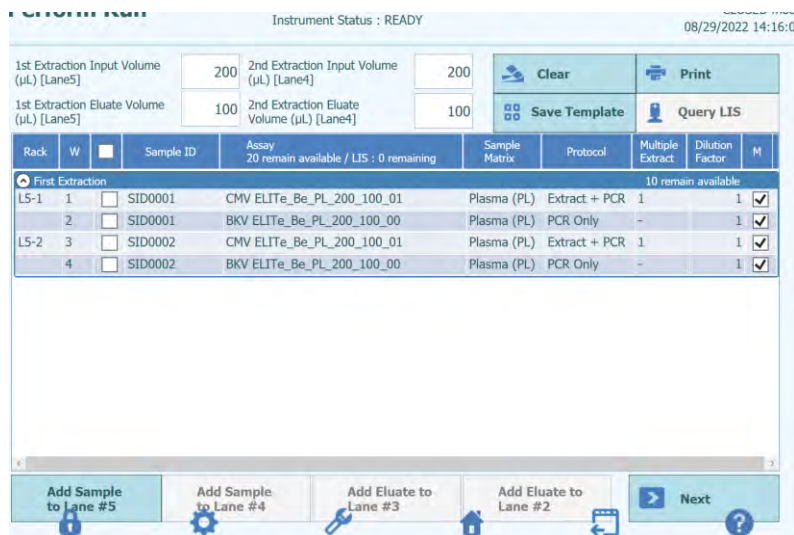 Perform Run
Instrument Status : READY
08/29/2022 14:16:0
1st Extraction Input Volume (µL) [Lane5]
200
2nd Extraction Input Volume (µL) [Lane4]
200
Clear
Print
1st Extraction Eluate Volume (µL) [Lane5]
100
2nd Extraction Eluate Volume (µL) [Lane4]
100
Save Template
Query LIS
Rack W Sample ID Assay 20 remain available / LIS : 0 remaining Sample Matrix Protocol Multiple Extract Dilution Factor M
First Extraction 10 remain available
L5-1 1 SID0001 CMV ELITe_Be_PL_200_100_01 Plasma (PL) Extract + PCR 1 1
2 SID0001 BKV ELITe_Be_PL_200_100_00 Plasma (PL) PCR Only - 1
L5-2 3 SID0002 CMV ELITe_Be_PL_200_100_01 Plasma (PL) Extract + PCR 1 1
4 SID0002 BKV ELITe_Be_PL_200_100_00 Plasma (PL) PCR Only - 1
Add Sample to Lane #5
Add Sample to Lane #4
Add Eluate to Lane #3
Add Eluate to Lane #2
Next